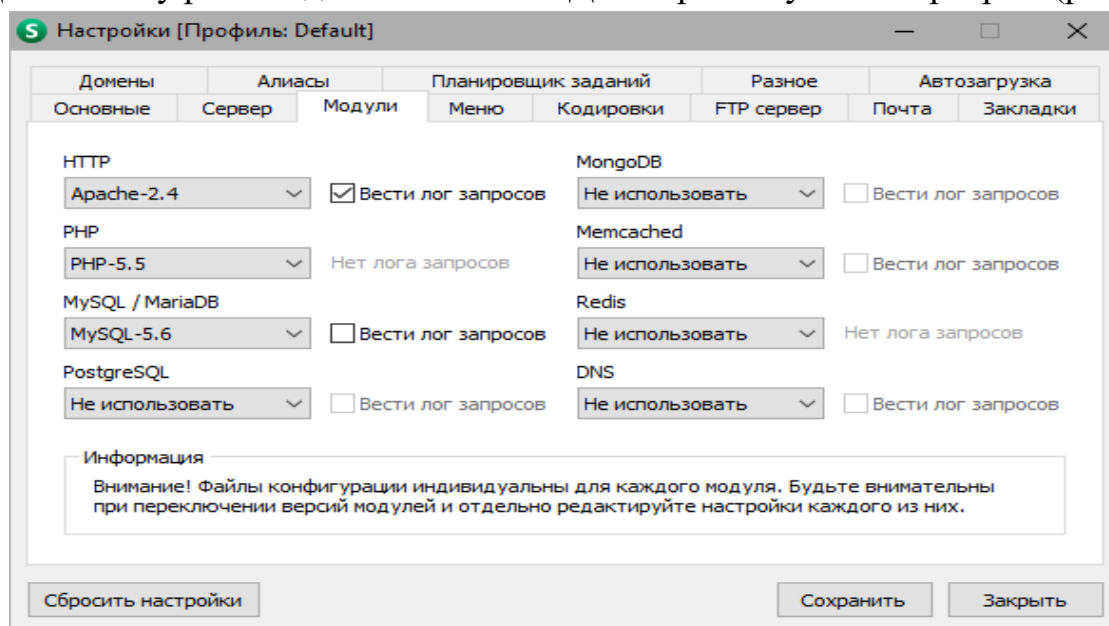 S Настройки [Профиль: Default]
Домены Алиасы Планировщик заданий Разное Автозагрузка
Основные Сервер Модули Меню Кодировки FTP сервер Почта Закладки
HTTP MongoDB
Apache-2.4 Вести лог запросов Не использовать Вести лог запросов
PHP Memcached
PHP-5.5 Нет лога запросов Не использовать Вести лог запросов
MySQL / MariaDB Redis
MySQL-5.6 Вести лог запросов Не использовать Нет лога запросов
PostgreSQL DNS
Не использовать Вести лог запросов Не использовать Вести лог запросов
Информация
Внимание! Файлы конфигурации индивидуальны для каждого модуля. Будьте внимательны
при переключении версий модулей и отдельно редактируйте настройки каждого из них.
Сбросить настройки Сохранить Закрыть